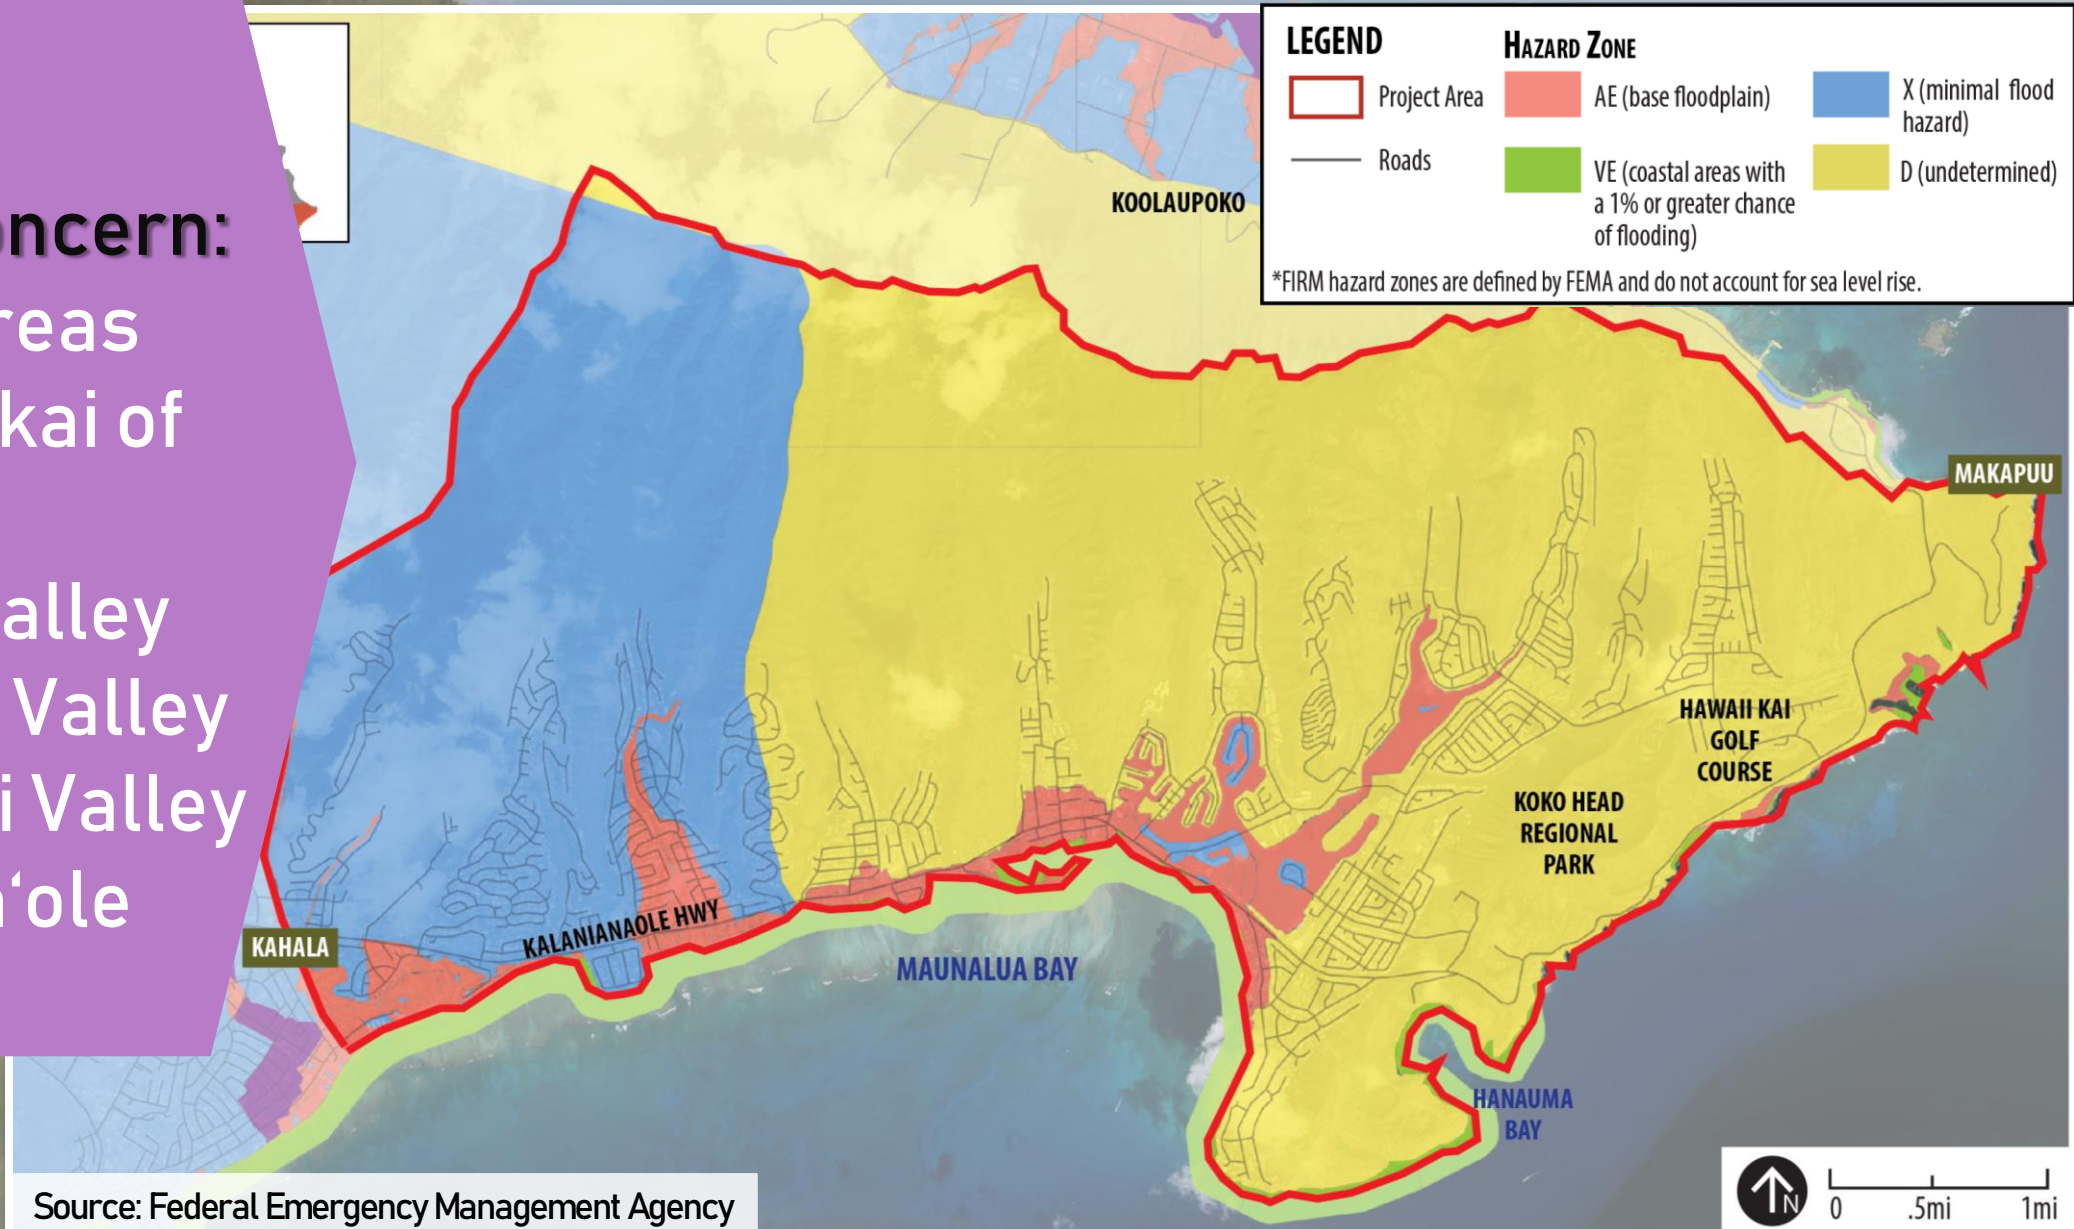 ncern:
reas
kai of
alley
Valley
i Valley
ʻole
LEGEND
Project Area
Roads
HAZARD ZONE
AE (base floodplain)
VE (coastal areas with
a 1% or greater chance
of flooding)
X (minimal flood
hazard)
D (undetermined)
*FIRM hazard zones are defined by FEMA and do not account for sea level rise.
KOOLAUPOKO
MAKAPUU
HAWAII KAI
GOLF
COURSE
KOKO HEAD
REGIONAL
PARK
KALANIANAOLE HWY
KAHALA
MAUNALUA BAY
HANAUMA
BAY
N
0 .5mi 1mi
Source: Federal Emergency Management Agency